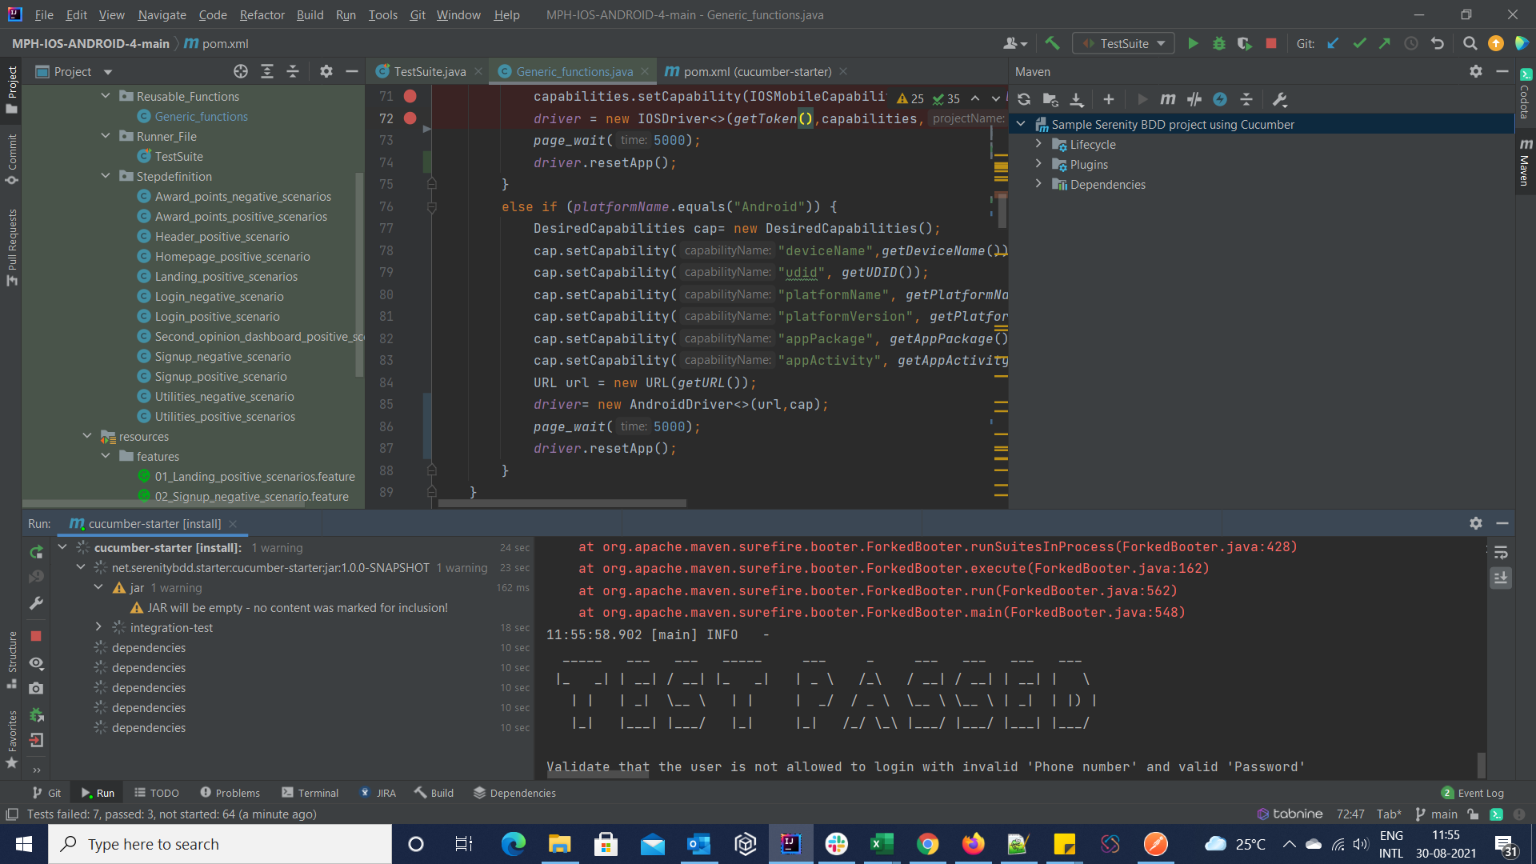 File Edit View Navigate Code Refactor Build Run Tools Git Window Help MPH-IOS-ANDROID-4-main - Generic_functions.java
MPH-IOS-ANDROID-4-main pom.xml TestSuite Git:
Project TestSuite.java Generic_functions.java pom.xml (cucumber-starter) Maven
Project
Commit
Pull Requests
Structure
Favorites
Reusable_Functions
Generic_functions
Runner_File
TestSuite
Stepdefinition
Award_points_negative_scenarios
Award_points_positive_scenarios
Header_positive_scenario
Homepage_positive_scenario
Landing_positive_scenarios
Login_negative_scenario
Login_positive_scenario
Second_opinion_dashboard_positive_sc
Signup_negative_scenario
Signup_positive_scenario
Utilities_negative_scenario
Utilities_positive_scenario
resources
features
01_Landing_positive_scenarios.feature
02_Signup_negative_scenario.feature
25 35
71 capabilities.setCapability(IOSMobileCapabili
72 driver = new IOSDriver<>(getToken(),capabilities, projectName:
73 page_wait( time: 5000);
74 driver.resetApp();
75 }
76 else if (platformName.equals("Android")) {
77 DesiredCapabilities cap= new DesiredCapabilities();
78 cap.setCapability( capabilityName: "deviceName",getDeviceName())
79 cap.setCapability( capabilityName: "udid", getUDID());
80 cap.setCapability( capabilityName: "platformName", getPlatformNa
81 cap.setCapability( capabilityName: "platformVersion", getPlatfor
82 cap.setCapability( capabilityName: "appPackage", getAppPackage()
83 cap.setCapability( capabilityName: "appActivity", getAppActivity
84 URL url = new URL(getURL());
85 driver= new AndroidDriver<>(url,cap);
86 page_wait( time: 5000);
87 driver.resetApp();
88 }
89 }
Sample Serenity BDD project using Cucumber
Lifecycle
Plugins
Dependencies
Codota
Maven
Run: cucumber-starter [install]
cucumber-starter [install]: 1 warning 24 sec
net.serenitybdd.starter:cucumber-starter:jar:1.0.0-SNAPSHOT 1 warning 23 sec
jar 1 warning 162 ms
JAR will be empty - no content was marked for inclusion!
integration-test 18 sec
dependencies 10 sec
dependencies 10 sec
dependencies 10 sec
dependencies 10 sec
dependencies 10 sec
at org.apache.maven.surefire.booter.ForkedBooter.runSuitesInProcess(ForkedBooter.java:428)
at org.apache.maven.surefire.booter.ForkedBooter.execute(ForkedBooter.java:162)
at org.apache.maven.surefire.booter.ForkedBooter.run(ForkedBooter.java:562)
at org.apache.maven.surefire.booter.ForkedBooter.main(ForkedBooter.java:548)
11:55:58.902 [main] INFO -
TEST PASSED
Validate that the user is not allowed to login with invalid 'Phone number' and valid 'Password'
Git Run TODO Problems Terminal JIRA Build Dependencies 2 Event Log
Tests failed: 7, passed: 3, not started: 64 (a minute ago) tabnine 72:47 Tab* main
Type here to search 25°C ENG 11:55
INTL 30-08-2021 31